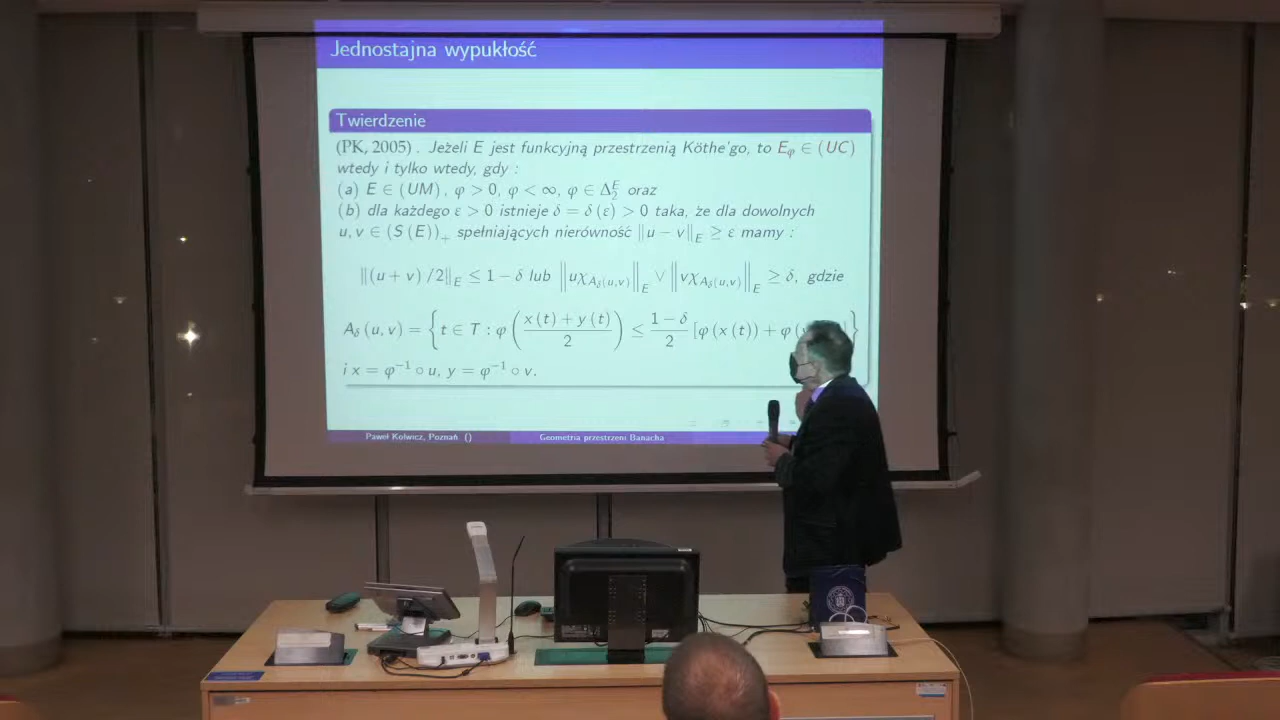 Jednostajna wypukłość
Twierdzenie
(PK, 2005) . Jeżeli E jest funkcyjną przestrzenią Köthe'go, to E_φ ∈ (UC)
wtedy i tylko wtedy, gdy :
(a) E ∈ (UM) , φ > 0, φ < ∞, φ ∈ Δ₂^E oraz
(b) dla każdego ε > 0 istnieje δ = δ (ε) > 0 taka, że dla dowolnych
u, v ∈ (S (E))₊ spełniających nierówność ‖u − v‖_E ≥ ε mamy :
‖(u + v) /2‖_E ≤ 1 − δ lub ‖uχ_{A_δ(u,v)}‖_E ∨ ‖vχ_{A_δ(u,v)}‖_E ≥ δ, gdzie
A_δ (u, v) = {t ∈ T : φ ((x (t) + y (t))/2) ≤ (1 − δ)/2 [φ (x (t)) + φ ( }
i x = φ⁻¹ ∘ u, y = φ⁻¹ ∘ v.
Paweł Kolwicz, Poznań () Geometria przestrzeni Banacha